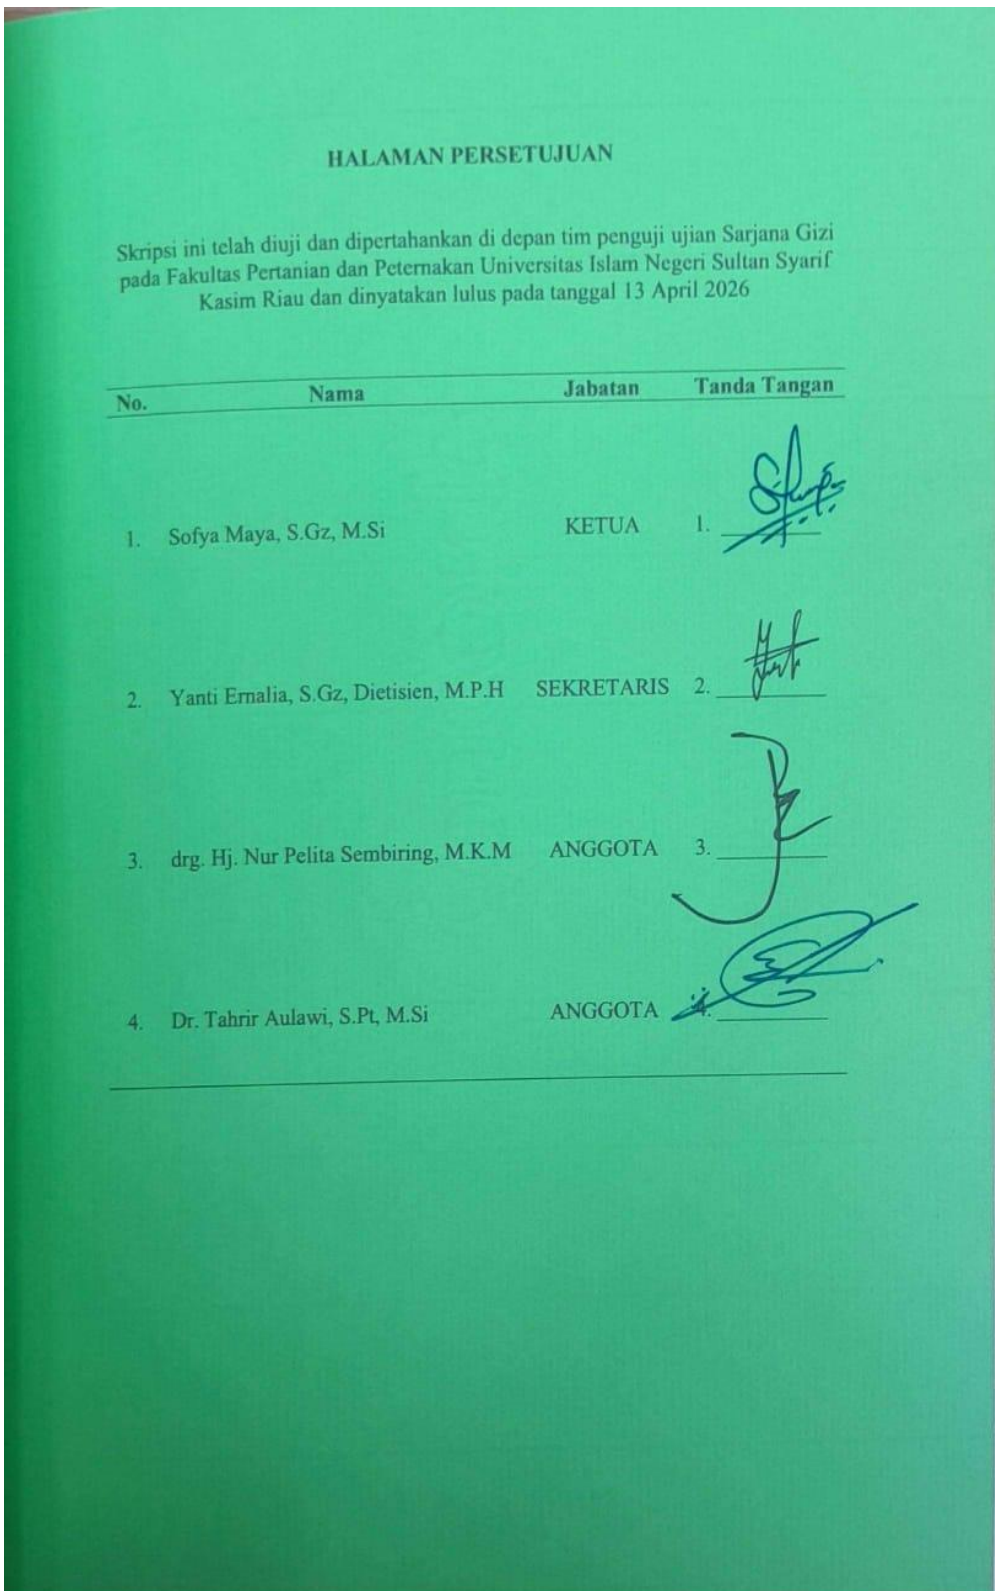 HALAMAN PERSETUJUAN
Skripsi ini telah diuji dan dipertahankan di depan tim penguji ujian Sarjana Gizi
pada Fakultas Pertanian dan Peternakan Universitas Islam Negeri Sultan Syarif
Kasim Riau dan dinyatakan lulus pada tanggal 13 April 2026
No. Nama Jabatan Tanda Tangan
1. Sofya Maya, S.Gz, M.Si KETUA 1.
2. Yanti Ernalia, S.Gz, Dietisien, M.P.H SEKRETARIS 2.
3. drg. Hj. Nur Pelita Sembiring, M.K.M ANGGOTA 3.
4. Dr. Tahrir Aulawi, S.Pt, M.Si ANGGOTA 4.